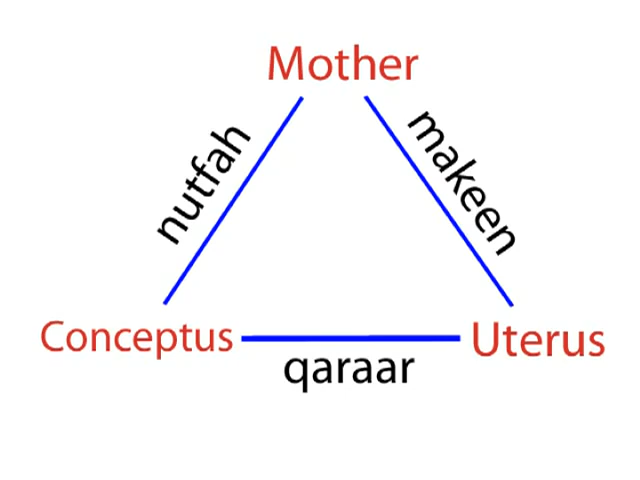 Mother
nutfah
makeen
Conceptus
Uterus
qaraar